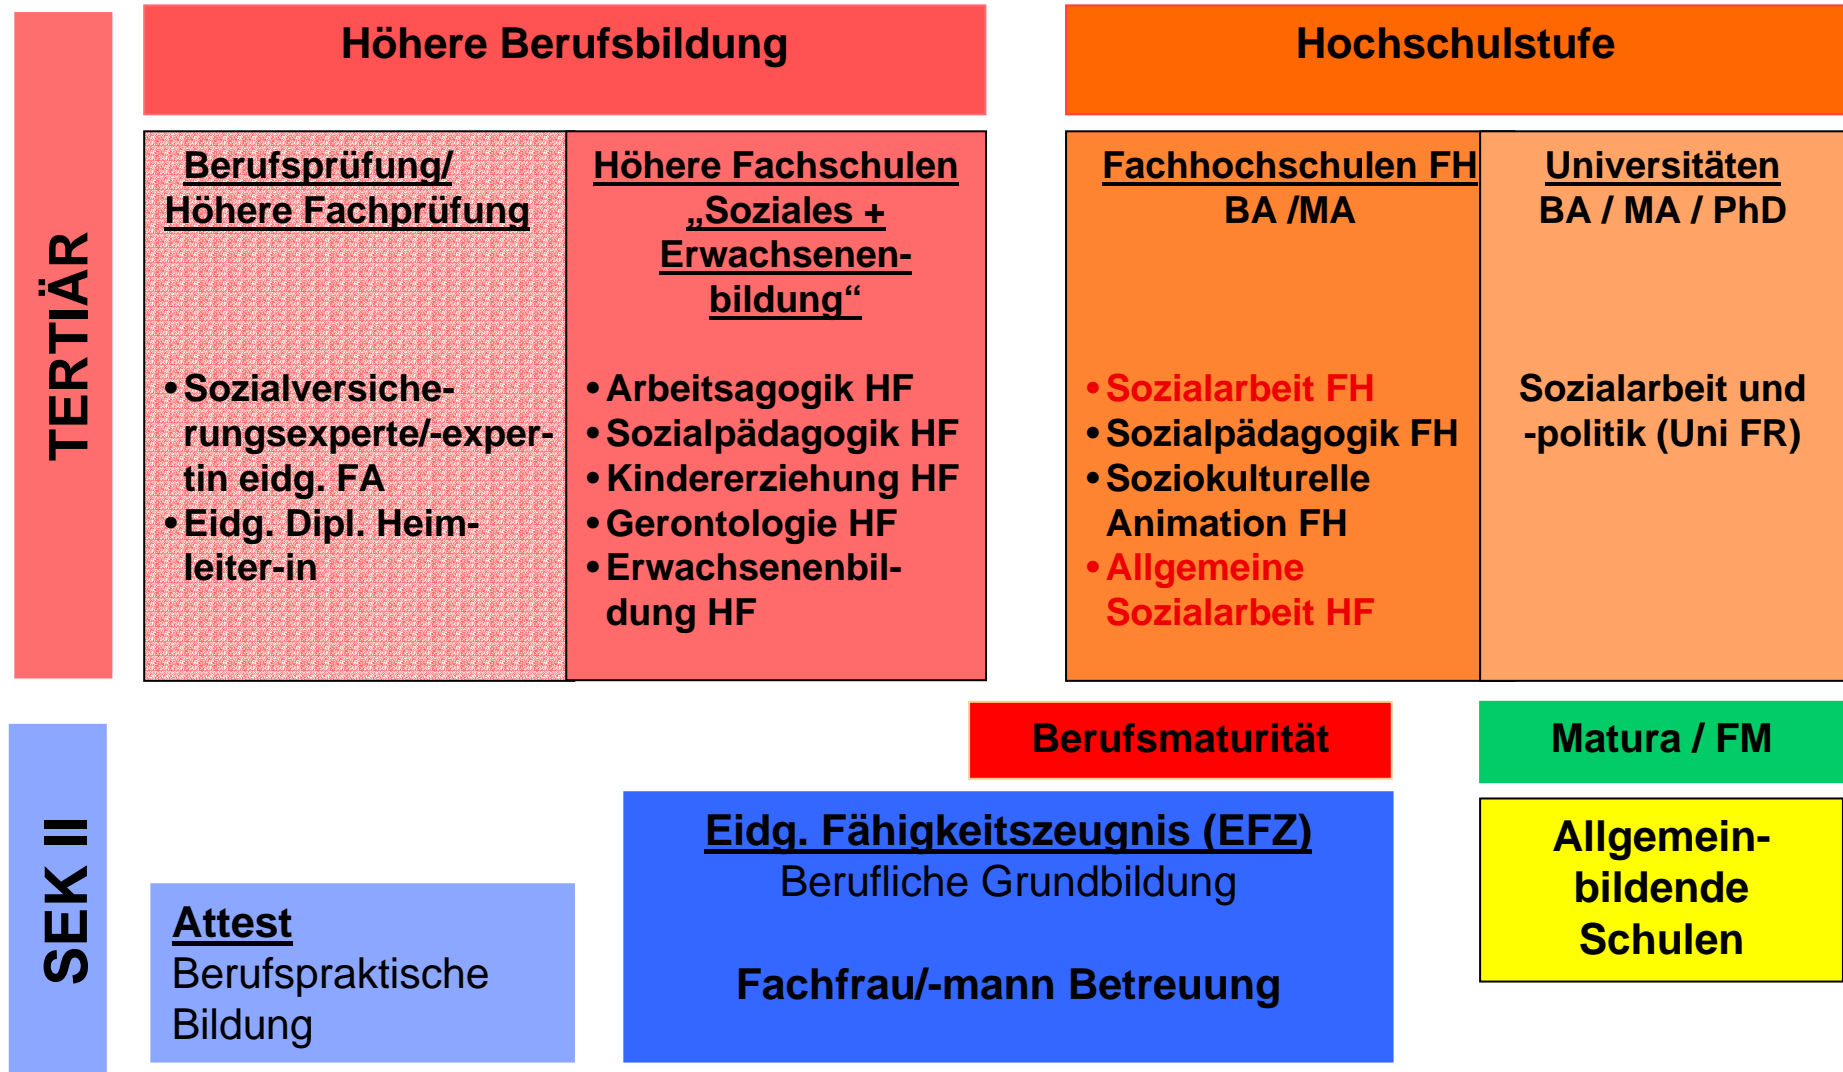 TERTIÄR
Höhere Berufsbildung
Hochschulstufe
Berufsprüfung/
Höhere Fachprüfung
• Sozialversiche-
rungsexperte/-exper-
tin eidg. FA
• Eidg. Dipl. Heim-
leiter-in
Höhere Fachschulen
„Soziales +
Erwachsenen-
bildung“
• Arbeitsagogik HF
• Sozialpädagogik HF
• Kindererziehung HF
• Gerontologie HF
• Erwachsenenbil-
dung HF
Fachhochschulen FH
BA /MA
• Sozialarbeit FH
• Sozialpädagogik FH
• Soziokulturelle
Animation FH
• Allgemeine
Sozialarbeit HF
Universitäten
BA / MA / PhD
Sozialarbeit und
-politik (Uni FR)
SEK II
Berufsmaturität
Matura / FM
Attest
Berufspraktische
Bildung
Eidg. Fähigkeitszeugnis (EFZ)
Berufliche Grundbildung
Fachfrau/-mann Betreuung
Allgemein-
bildende
Schulen